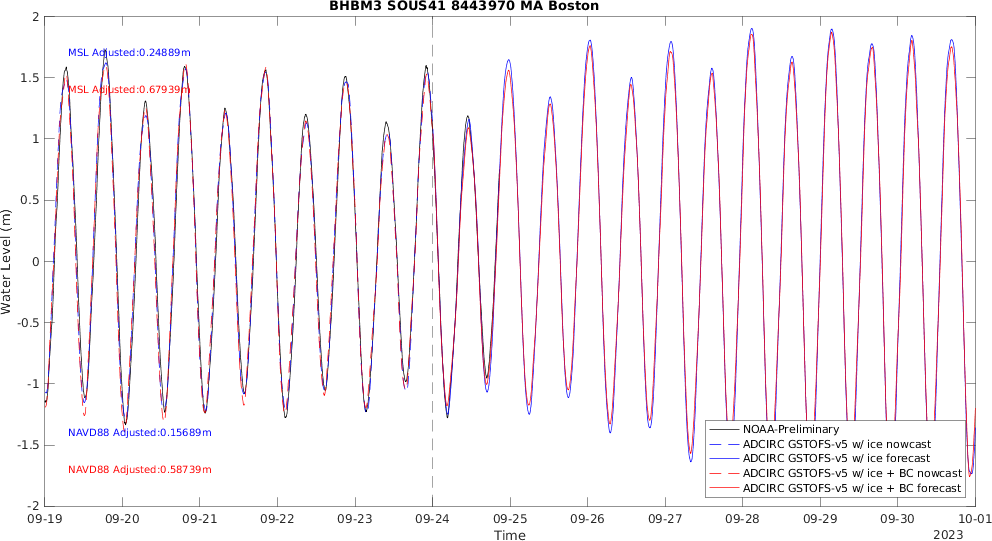 BHBM3 SOUS41 8443970 MA Boston
2
1.5
1
0.5
0
-0.5
-1
-1.5
-2
Water Level (m)
MSL Adjusted:0.24889m
MSL Adjusted:0.67939m
NAVD88 Adjusted:0.15689m
NAVD88 Adjusted:0.58739m
NOAA-Preliminary
ADCIRC GSTOFS-v5 w/ ice nowcast
ADCIRC GSTOFS-v5 w/ ice forecast
ADCIRC GSTOFS-v5 w/ ice + BC nowcast
ADCIRC GSTOFS-v5 w/ ice + BC forecast
09-19 09-20 09-21 09-22 09-23 09-24 09-25 09-26 09-27 09-28 09-29 09-30 10-01
Time
2023